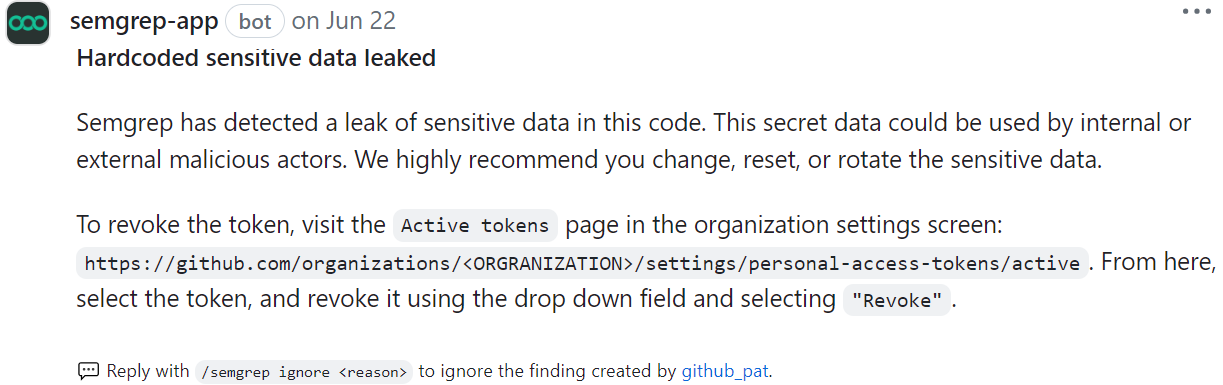 semgrep-app bot on Jun 22
Hardcoded sensitive data leaked
Semgrep has detected a leak of sensitive data in this code. This secret data could be used by internal or
external malicious actors. We highly recommend you change, reset, or rotate the sensitive data.
To revoke the token, visit the Active tokens page in the organization settings screen:
https://github.com/organizations/<ORGRANIZATION>/settings/personal-access-tokens/active. From here,
select the token, and revoke it using the drop down field and selecting "Revoke".
Reply with /semgrep ignore <reason> to ignore the finding created by github_pat.